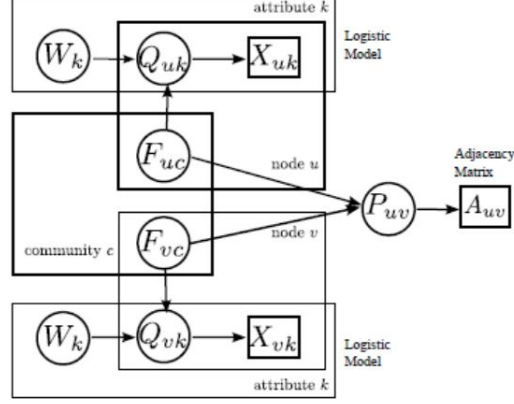 attribute k
W_k
Q_uk
X_uk
Logistic
Model
F_uc
node u
Adjacency
Matrix
P_uv
A_uv
F_vc
node v
community c
W_k
Q_vk
X_vk
Logistic
Model
attribute k